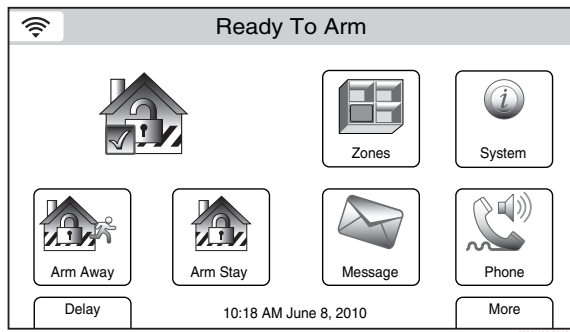 Ready To Arm
Zones
System
Arm Away
Arm Stay
Message
Phone
Delay
10:18 AM June 8, 2010
More